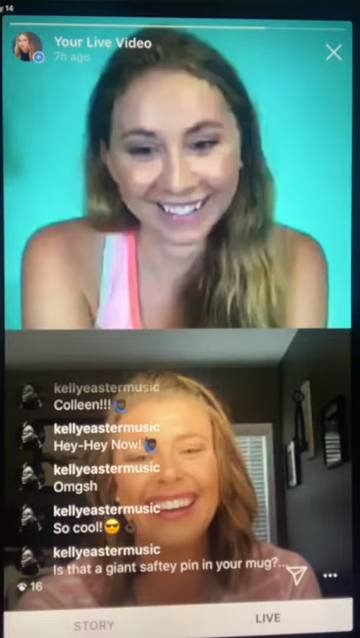 y 14
Your Live Video
7h ago
kellyeastermusic
Colleen!!!
kellyeastermusic
Hey-Hey Now!
kellyeastermusic
Omgsh
kellyeastermusic
So cool!😎
kellyeastermusic
Is that a giant saftey pin in your mug?...
16
STORY
LIVE